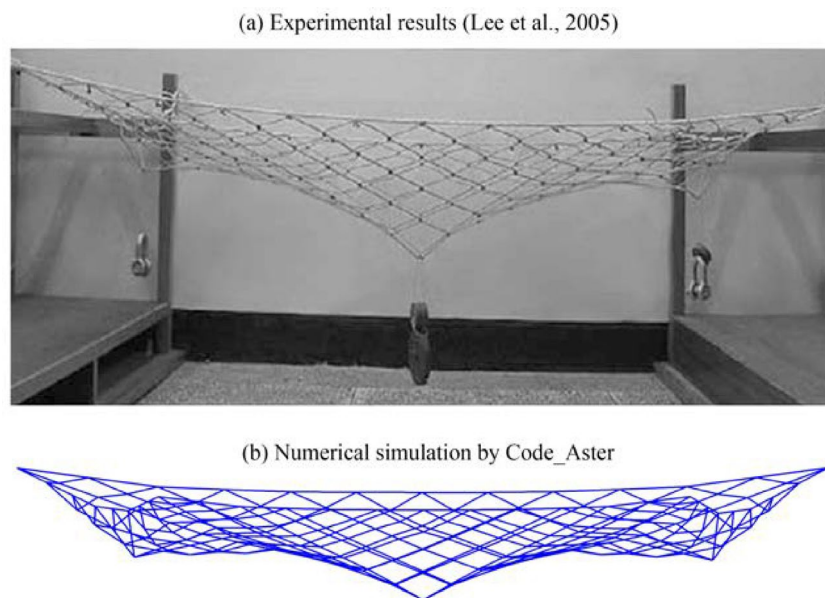 (a) Experimental results (Lee et al., 2005)
(b) Numerical simulation by Code_Aster